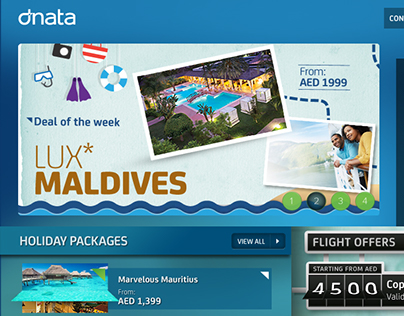 dnata
CON
From:
AED 1999
Deal of the week
LUX*
MALDIVES
1 2 3 4
HOLIDAY PACKAGES
VIEW ALL
FLIGHT OFFERS
Marvelous Mauritius
From:
AED 1,399
STARTING FROM AED
4500
Cop
Valid